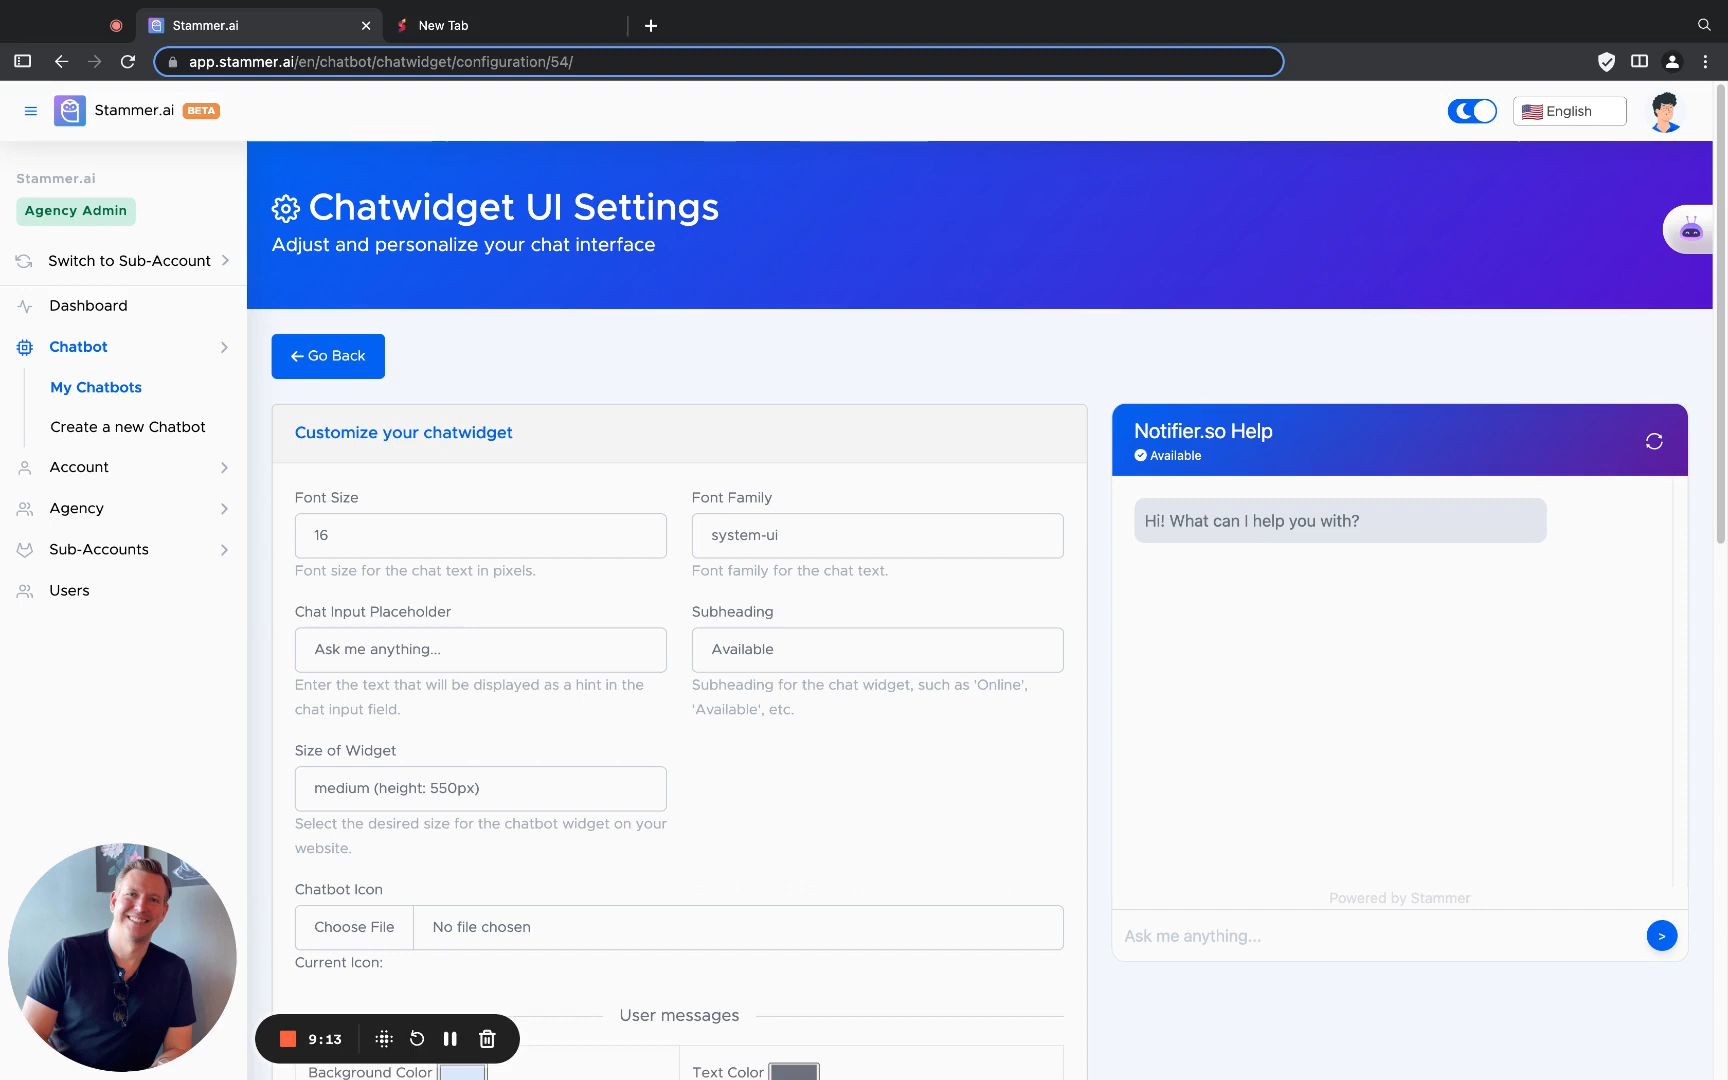 Stammer.ai
New Tab
app.stammer.ai/en/chatbot/chatwidget/configuration/54/
Stammer.ai BETA
English
Stammer.ai
Agency Admin
Switch to Sub-Account
Dashboard
Chatbot
My Chatbots
Create a new Chatbot
Account
Agency
Sub-Accounts
Users
Chatwidget UI Settings
Adjust and personalize your chat interface
Go Back
Customize your chatwidget
Font Size
16
Font size for the chat text in pixels.
Font Family
system-ui
Font family for the chat text.
Chat Input Placeholder
Ask me anything...
Enter the text that will be displayed as a hint in the
chat input field.
Subheading
Available
Subheading for the chat widget, such as 'Online',
'Available', etc.
Size of Widget
medium (height: 550px)
Select the desired size for the chatbot widget on your
website.
Chatbot Icon
Choose File No file chosen
Current Icon:
User messages
Background Color
Text Color
9:13
Notifier.so Help
Available
Hi! What can I help you with?
Powered by Stammer
Ask me anything...
>